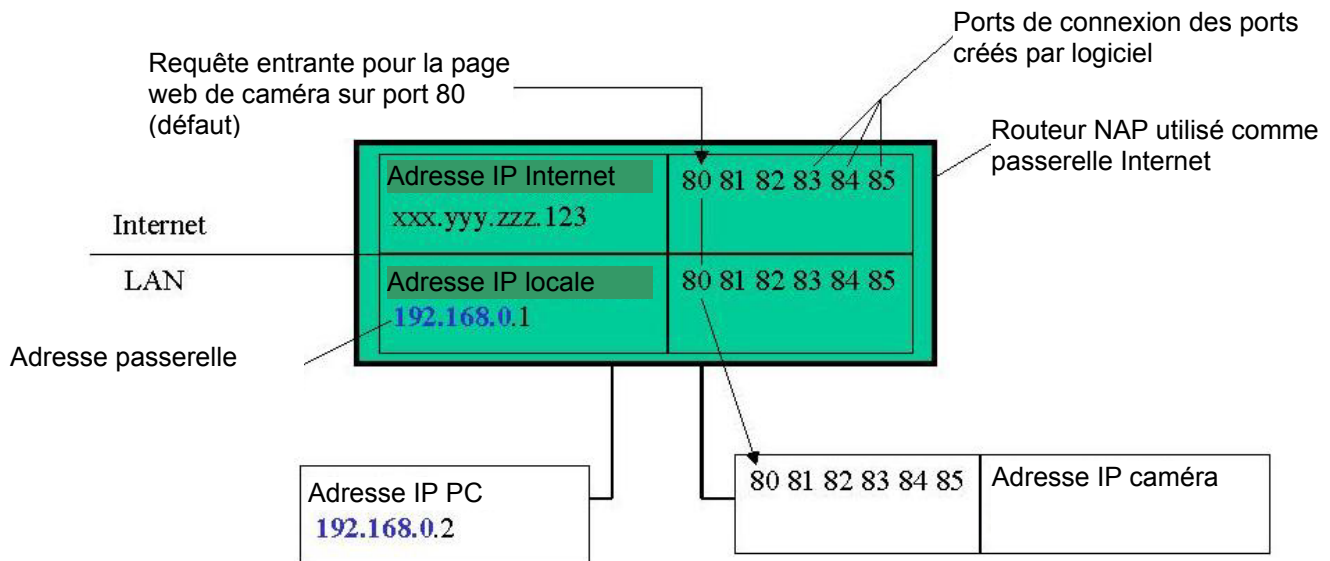 Ports de connexion des ports
créés par logiciel
Requête entrante pour la page
web de caméra sur port 80
(défaut)
Routeur NAP utilisé comme
passerelle Internet
Adresse IP Internet
80 81 82 83 84 85
xxx.yyy.zzz.123
Internet
LAN
Adresse IP locale
80 81 82 83 84 85
192.168.0.1
Adresse passerelle
Adresse IP PC
192.168.0.2
80 81 82 83 84 85
Adresse IP caméra